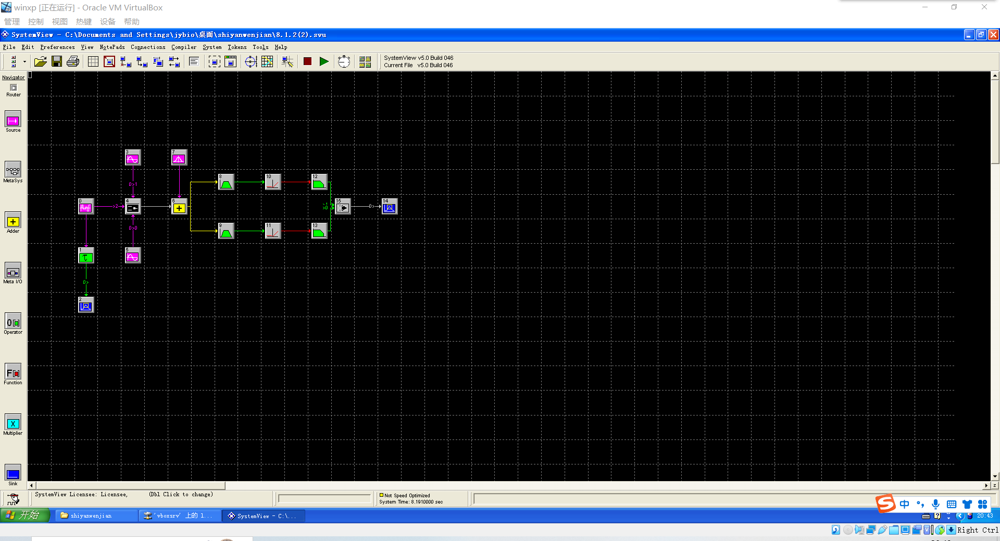 winxp [正在运行] - Oracle VM VirtualBox
管理 控制 视图 热键 设备 帮助
SystemView - C:\Documents and Settings\jybio\桌面\shiyanwenjian\8.1.2(2).svu
File Edit Preferences View NotePads Connections Compiler System Tokens Tools Help
SystemView v5.0 Build 046
Current File v5.0 Build 046
Navigator
Router
Source
MetaSys
Adder
Meta I/O
Operator
Function
Multiplier
Sink
3
7
0>1
8
10
12
0
>2
4
6
>1
>0
15
0>
14
0>0
9
11
13
1
τ
5
0>
2
SystemView Licensee: Licensee, (Dbl Click to change)
Not Speed Optimized
System Time: 8.1910000 sec
中
开始
shiyanwenjian
'vboxsrv' 上的 1...
SystemView - C:\...
20:43
Right Ctrl